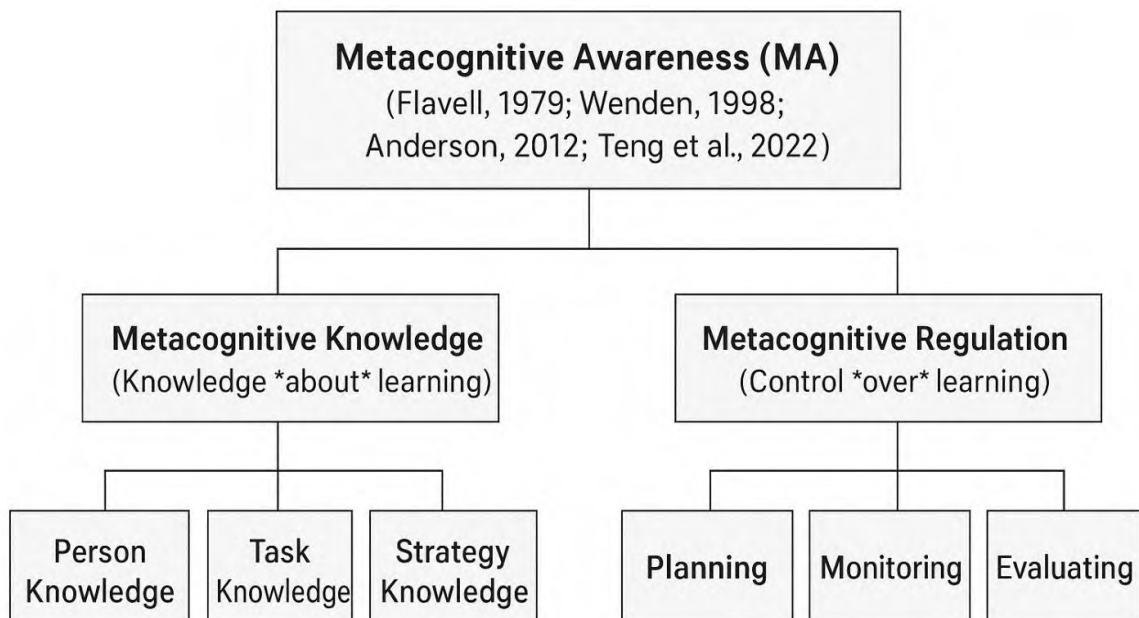 Metacognitive Awareness (MA)
(Flavell, 1979; Wenden, 1998;
Anderson, 2012; Teng et al., 2022)
Metacognitive Knowledge
(Knowledge *about* learning)
Metacognitive Regulation
(Control *over* learning)
Person
Knowledge
Task
Knowledge
Strategy
Knowledge
Planning
Monitoring
Evaluating